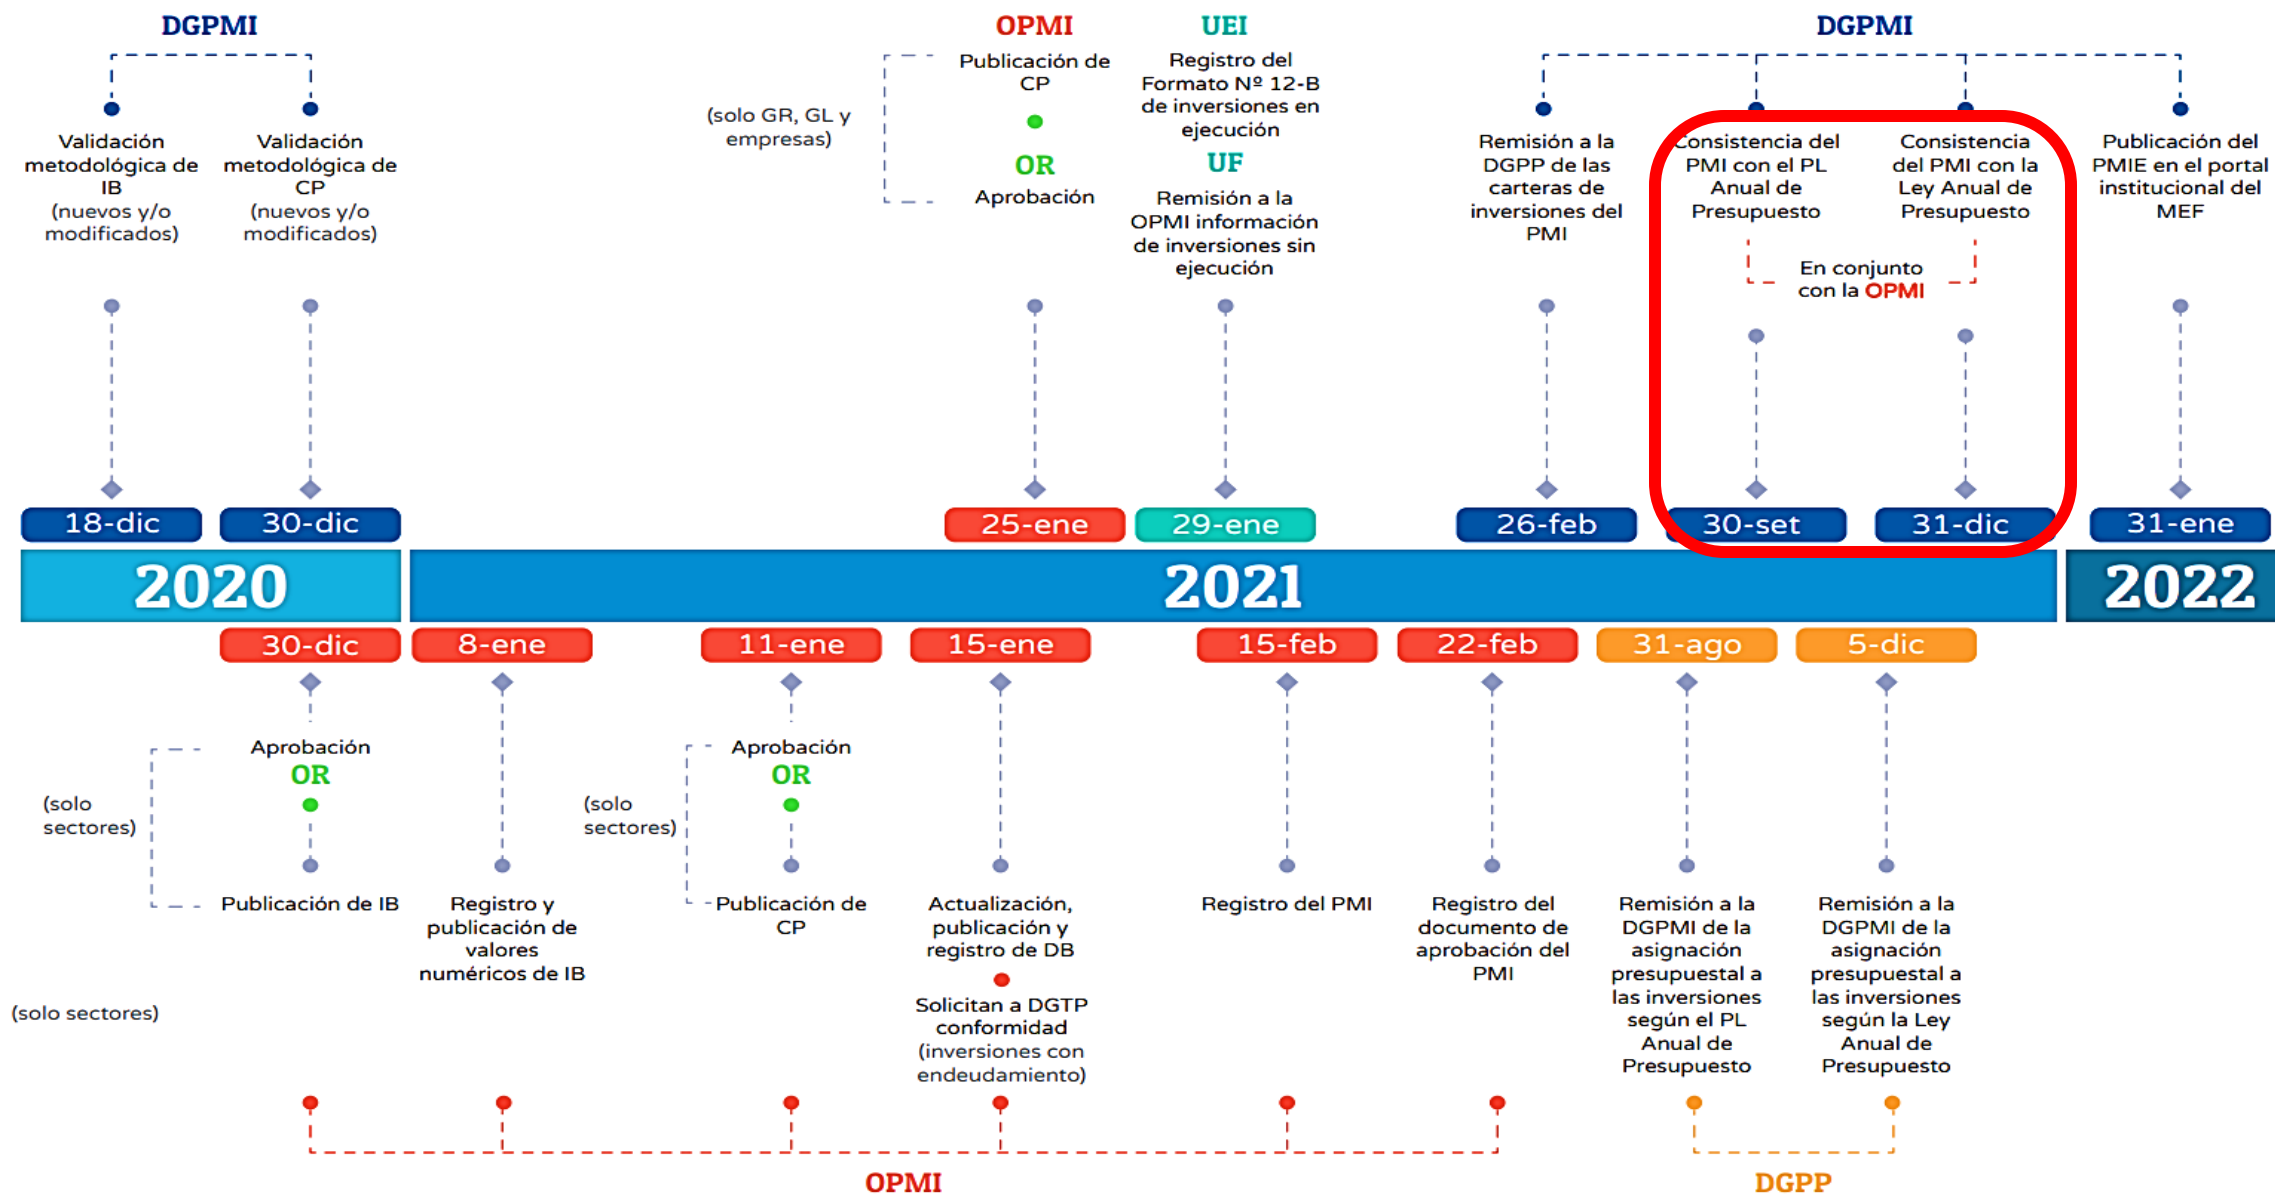 DGPMI
Validación
metodológica de
IB
(nuevos y/o
modificados)
Validación
metodológica de
CP
(nuevos y/o
modificados)
(solo GR, GL y
empresas)
OPMI
Publicación de
CP
OR
Aprobación
UEI
Registro del
Formato Nº 12-B
de inversiones en
ejecución
UF
Remisión a la
OPMI información
de inversiones sin
ejecución
DGPMI
Remisión a la
DGPP de las
carteras de
inversiones del
PMI
Consistencia del
PMI con el PL
Anual de
Presupuesto
Consistencia
del PMI con la
Ley Anual de
Presupuesto
En conjunto
con la OPMI
Publicación del
PMIE en el portal
institucional del
MEF
18-dic
30-dic
25-ene
29-ene
26-feb
30-set
31-dic
31-ene
2020
2021
2022
30-dic
8-ene
11-ene
15-ene
15-feb
22-feb
31-ago
5-dic
(solo
sectores)
Aprobación
OR
Publicación de IB
Registro y
publicación de
valores
numéricos de IB
(solo
sectores)
Aprobación
OR
Publicación de
CP
Actualización,
publicación y
registro de DB
Solicitan a DGTP
conformidad
(inversiones con
endeudamiento)
Registro del PMI
Registro del
documento de
aprobación del
PMI
Remisión a la
DGPMI de la
asignación
presupuestal a
las inversiones
según el PL
Anual de
Presupuesto
Remisión a la
DGPMI de la
asignación
presupuestal a
las inversiones
según la Ley
Anual de
Presupuesto
(solo sectores)
OPMI
DGPP